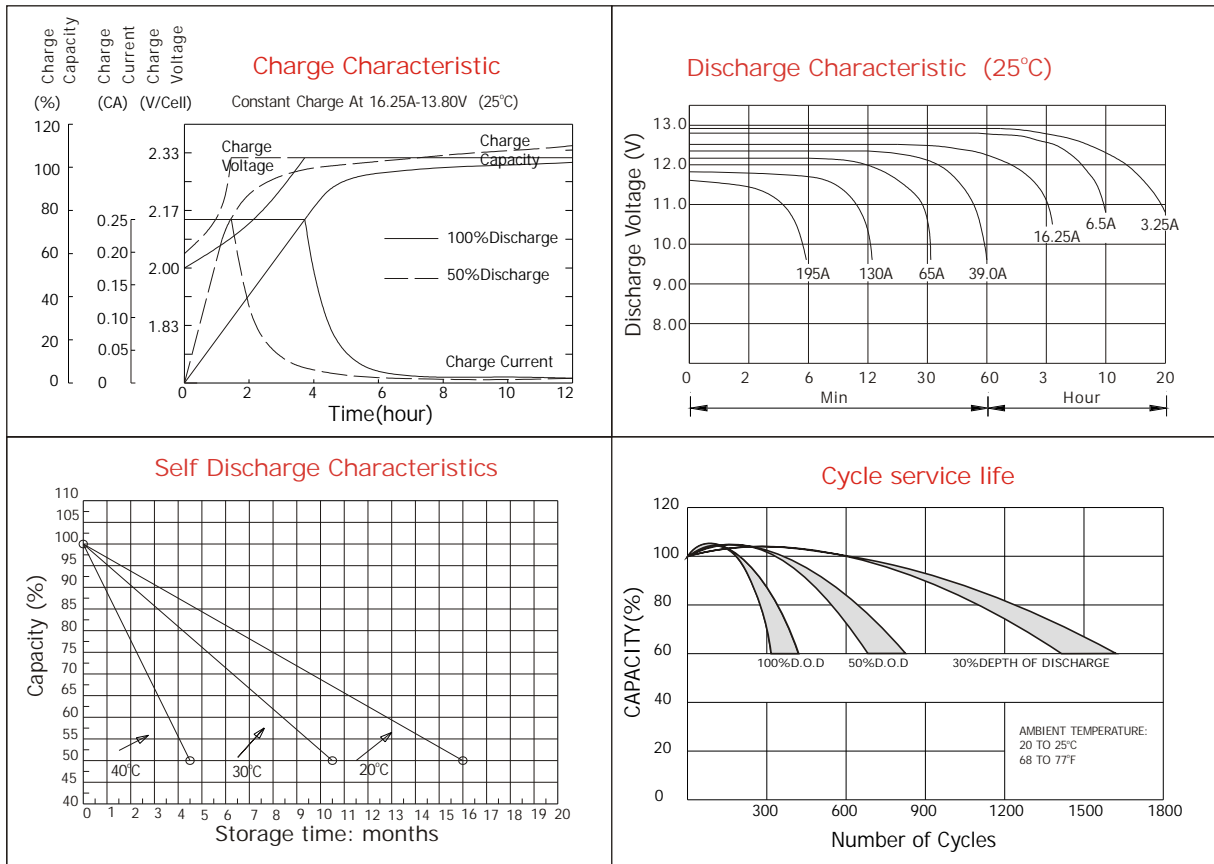 Charge Capacity
Charge Current
Charge Voltage
(%)
(CA)
(V/Cell)
Charge Characteristic
Constant Charge At 16.25A-13.80V (25°C)
120
100
80
60
40
20
0
0.25
0.20
0.15
0.10
0.05
0
2.33
2.17
2.00
1.83
Charge
Voltage
Charge
Capacity
100%Discharge
50%Discharge
Charge Current
0 2 4 6 8 10 12
Time(hour)
Discharge Characteristic (25°C)
Discharge Voltage (V)
13.0
12.0
11.0
10.0
9.00
8.00
195A 130A 65A 39.0A 16.25A 6.5A 3.25A
0 2 6 12 30 60 3 10 20
Min Hour
Self Discharge Characteristics
Capacity (%)
110
105
100
95
90
85
80
75
70
65
60
55
50
45
40
40°C 30°C 20°C
0 1 2 3 4 5 6 7 8 9 10 11 12 13 14 15 16 17 18 19 20
Storage time: months
Cycle service life
CAPACITY(%)
120
100
80
60
40
20
0
100%D.O.D 50%D.O.D 30%DEPTH OF DISCHARGE
AMBIENT TEMPERATURE:
20 TO 25°C
68 TO 77°F
300 600 900 1200 1500 1800
Number of Cycles